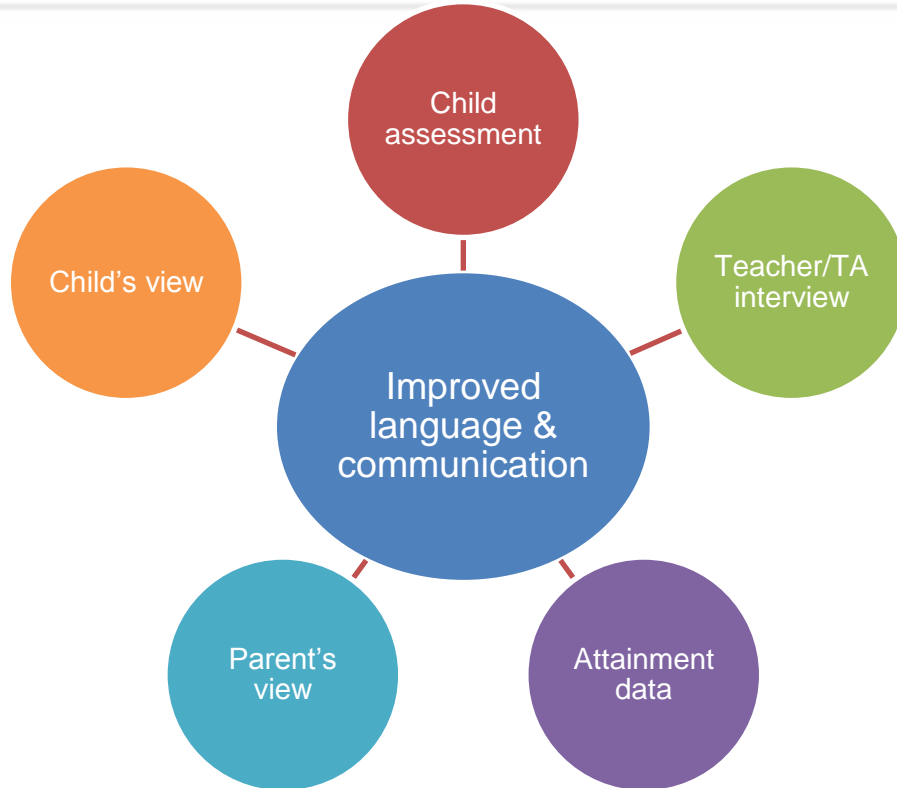 Child
assessment
Child’s view
Teacher/TA
interview
Improved
language &
communication
Parent’s
view
Attainment
data